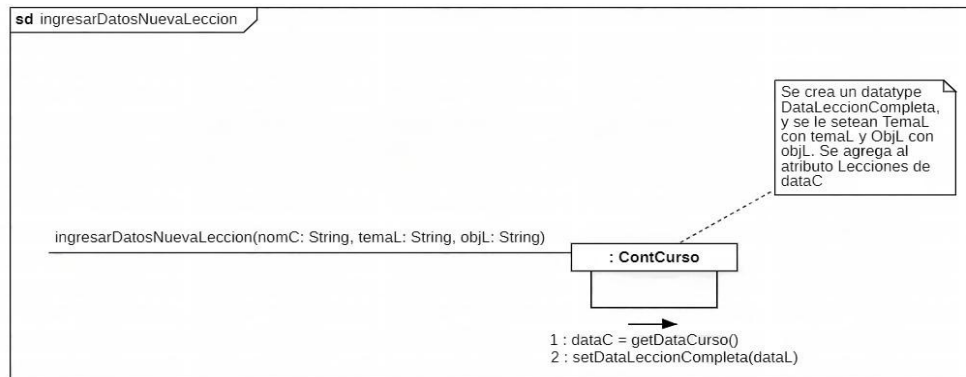 sd ingresarDatosNuevaLeccion
Se crea un datatype
DataLeccionCompleta,
y se le setean TemaL
con temaL y ObjL con
objL. Se agrega al
atributo Lecciones de
dataC
ingresarDatosNuevaLeccion(nomC: String, temaL: String, objL: String)
: ContCurso
1 : dataC = getDataCurso()
2 : setDataLeccionCompleta(dataL)